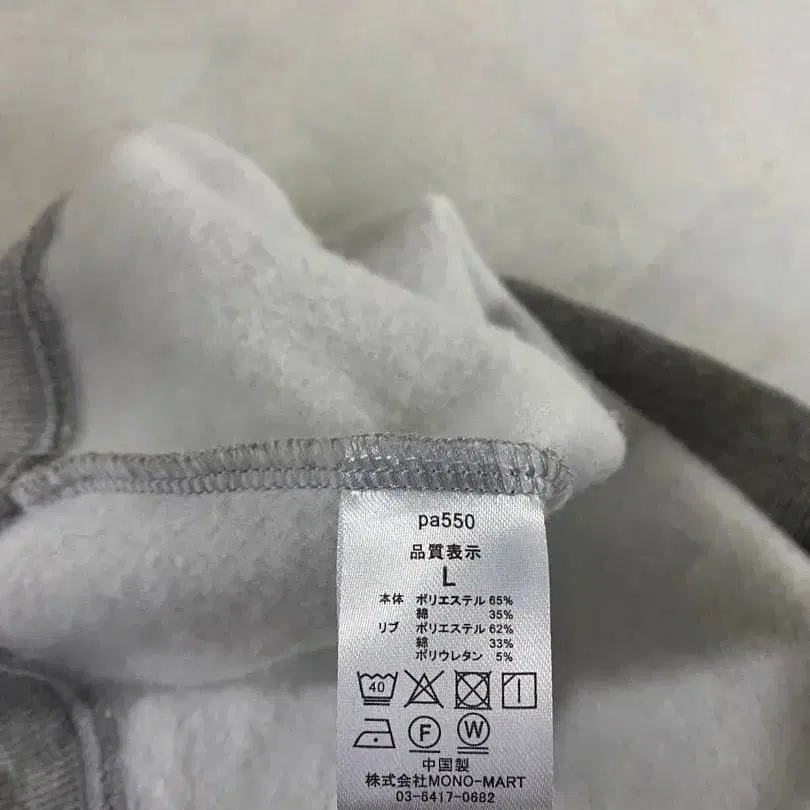 pa550
品質表示
L
本体 ポリエステル 65%
綿 35%
リブ ポリエステル 62%
綿 33%
ポリウレタン 5%
40
F W
中国製
株式会社MONO-MART
03-6417-0682